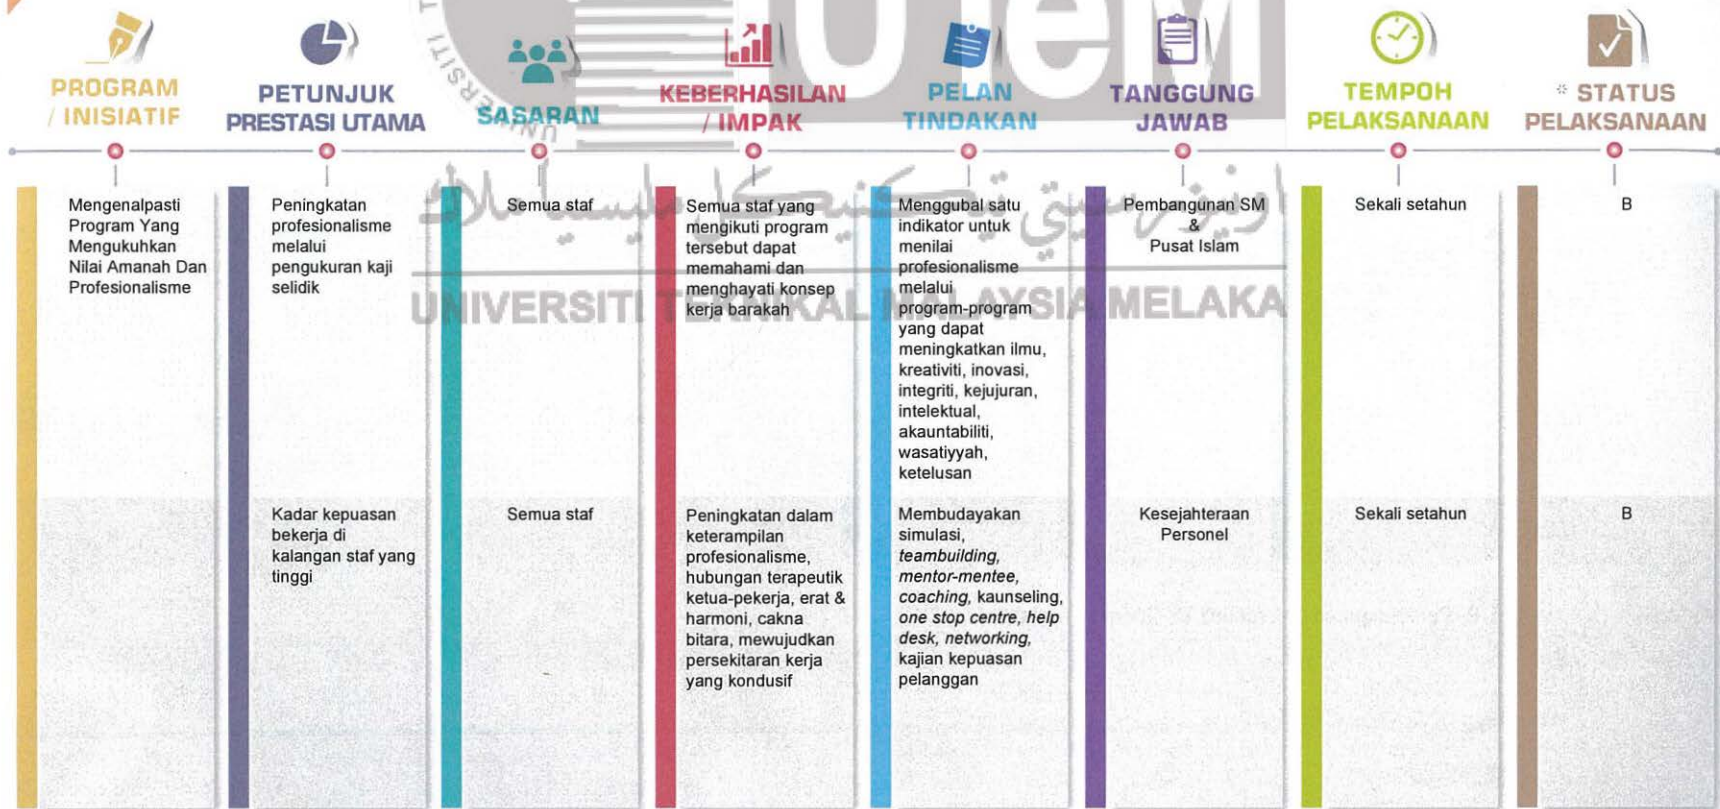 PROGRAM
/ INISIATIF
PETUNJUK
PRESTASI UTAMA
SASARAN
KEBERHASILAN
/ IMPAK
PELAN
TINDAKAN
TANGGUNG
JAWAB
TEMPOH
PELAKSANAAN
* STATUS
PELAKSANAAN
UTeM
اونيۏرسيتي تيكنيكل مليسيا ملاك
UNIVERSITI TEKNIKAL MALAYSIA MELAKA
Mengenalpasti
Program Yang
Mengukuhkan
Nilai Amanah Dan
Profesionalisme
Peningkatan
profesionalisme
melalui
pengukuran kaji
selidik
Semua staf
Semua staf yang
mengikuti program
tersebut dapat
memahami dan
menghayati konsep
kerja barakah
Menggubal satu
indikator untuk
menilai
profesionalisme
melalui
program-program
yang dapat
meningkatkan ilmu,
kreativiti, inovasi,
integriti, kejujuran,
intelektual,
akauntabiliti,
wasatiyyah,
ketelusan
Pembangunan SM
&
Pusat Islam
Sekali setahun
B
Kadar kepuasan
bekerja di
kalangan staf yang
tinggi
Semua staf
Peningkatan dalam
keterampilan
profesionalisme,
hubungan terapeutik
ketua-pekerja, erat &
harmoni, cakna
bitara, mewujudkan
persekitaran kerja
yang kondusif
Membudayakan
simulasi,
teambuilding,
mentor-mentee,
coaching, kaunseling,
one stop centre, help
desk, networking,
kajian kepuasan
pelanggan
Kesejahteraan
Personel
Sekali setahun
B